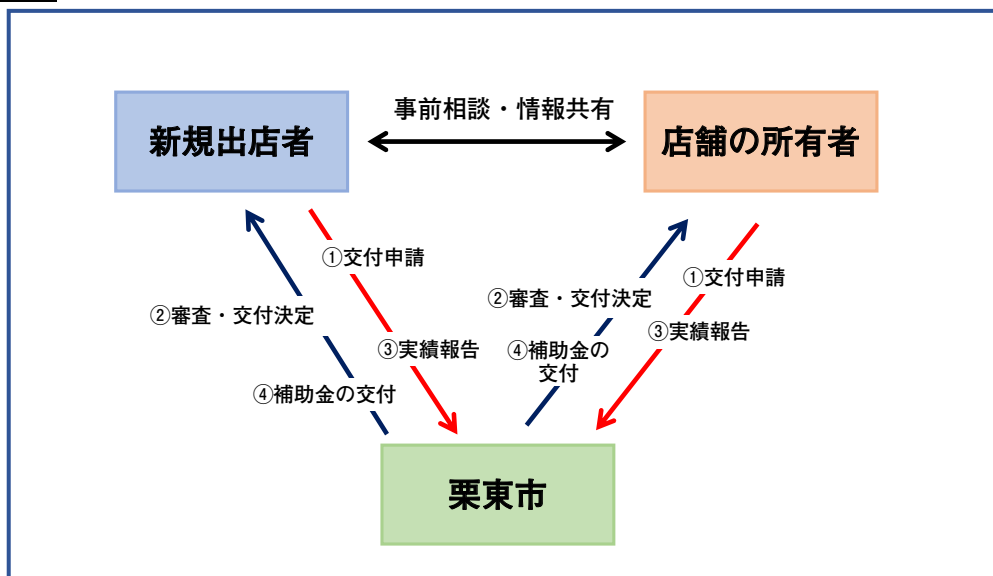 事前相談・情報共有
新規出店者
店舗の所有者
①交付申請
②審査・交付決定
③実績報告
④補助金の交付
①交付申請
②審査・交付決定
③実績報告
④補助金の
交付
栗東市